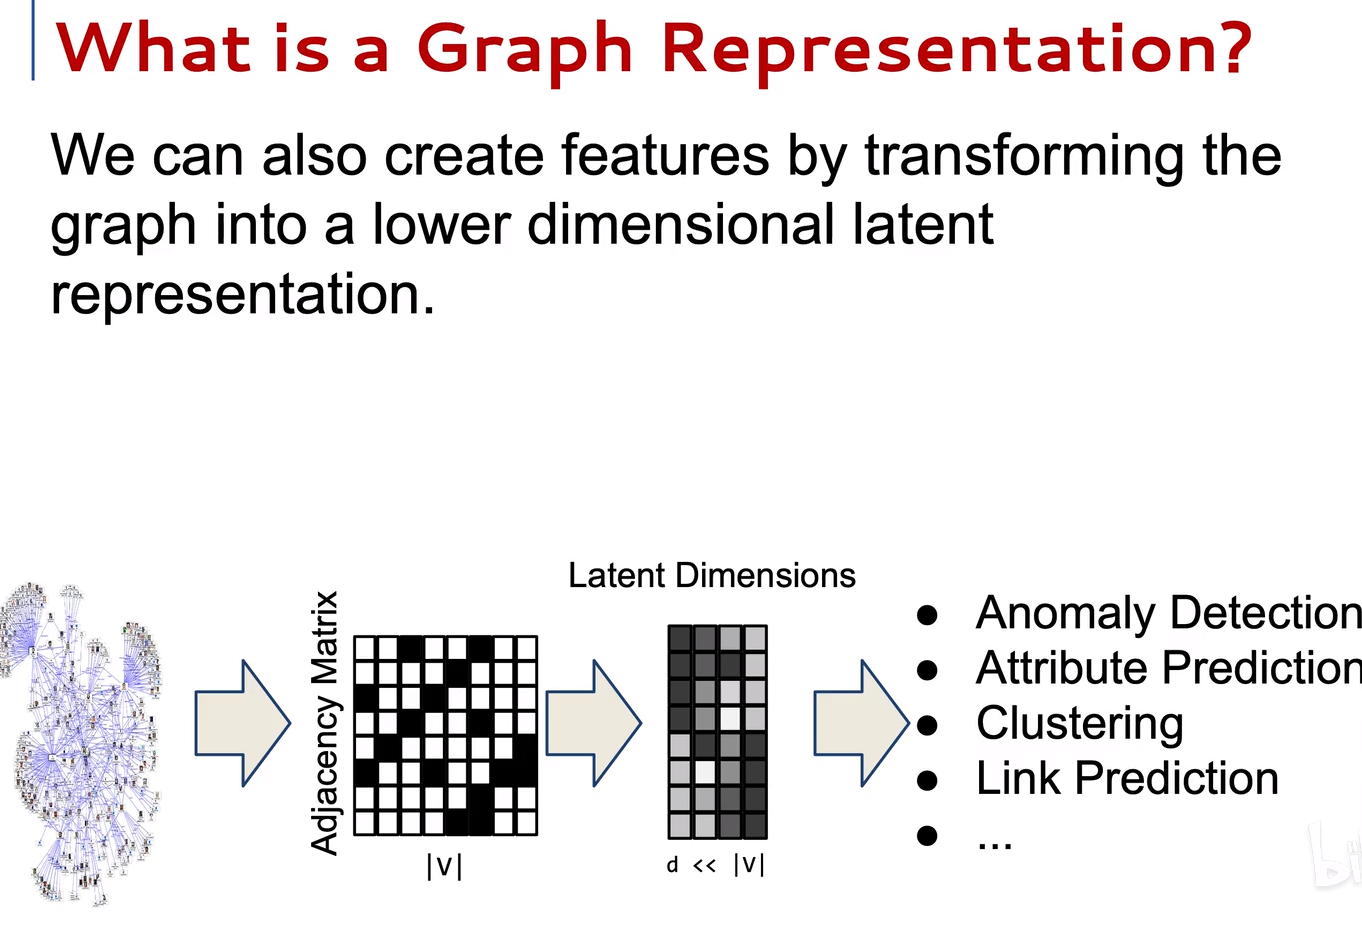 What is a Graph Representation?
We can also create features by transforming the
graph into a lower dimensional latent
representation.
Latent Dimensions
Adjacency Matrix
|V|
d << |V|
● Anomaly Detection
● Attribute Prediction
● Clustering
● Link Prediction
● ...